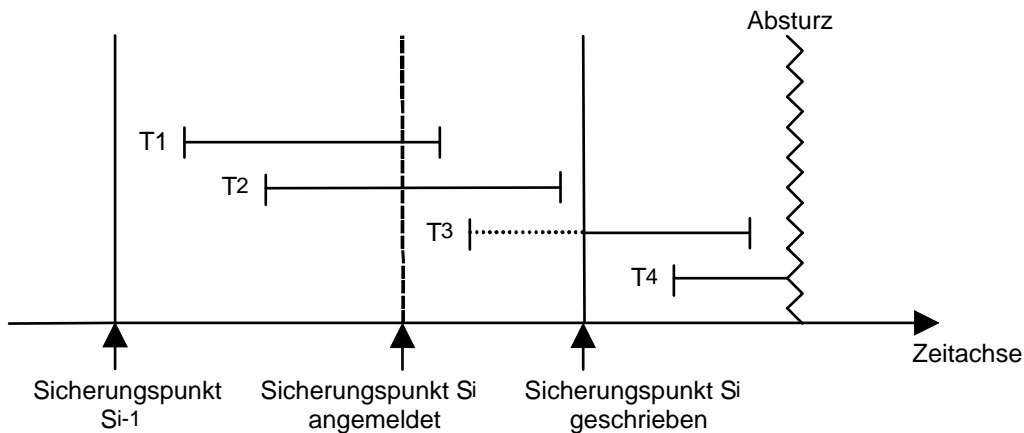 Absturz
T1
T2
T3
T4
Zeitachse
Sicherungspunkt
Si-1
Sicherungspunkt Si
angemeldet
Sicherungspunkt Si
geschrieben